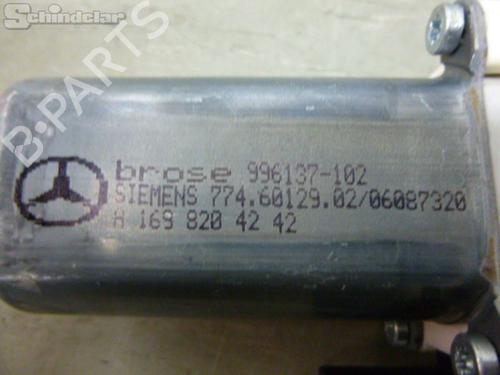 Schindelar
B-PARTS
brose 996137-102
SIEMENS 774.60129.02/06087320
A 169 820 42 42